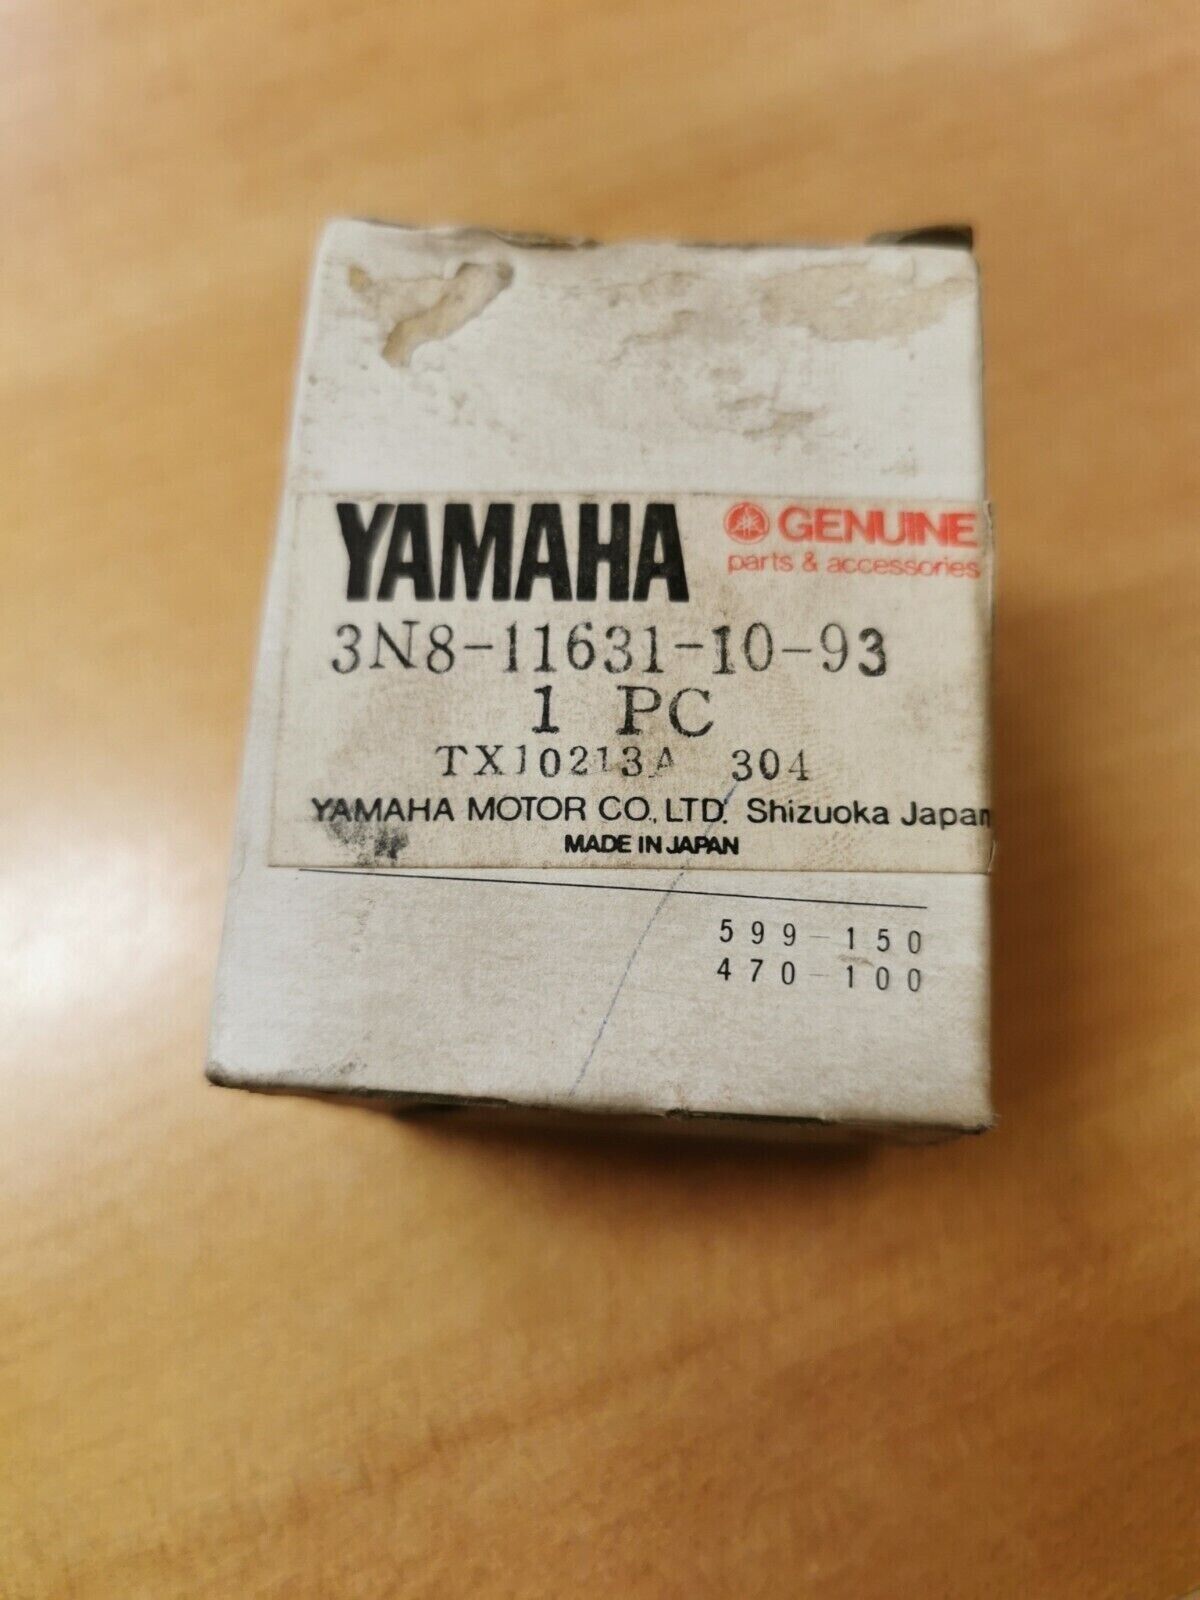 YAMAHA GENUINE
parts & accessories
3N8-11631-10-93
1 PC
TX10213A 304
YAMAHA MOTOR CO., LTD. Shizuoka Japan
MADE IN JAPAN
599-150
470-100